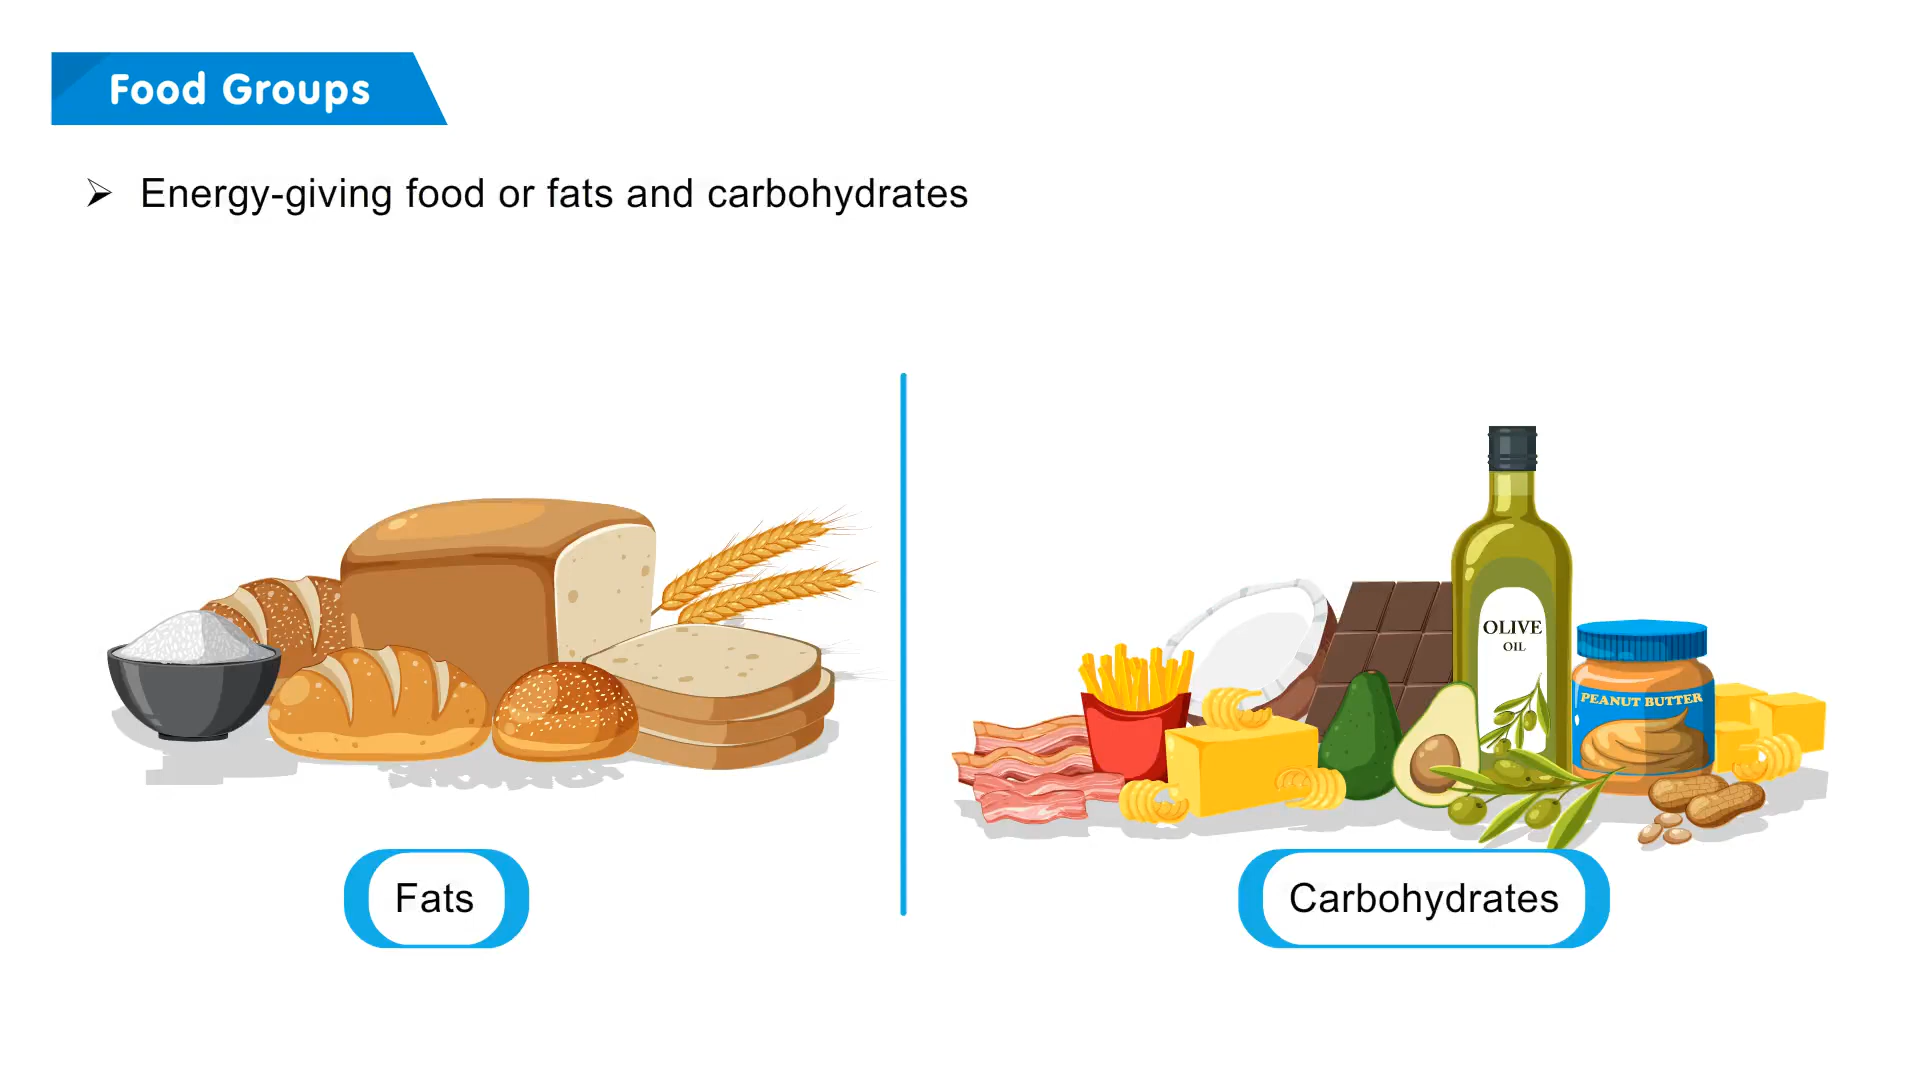 Food Groups
Energy-giving food or fats and carbohydrates
OLIVE
OIL
PEANUT BUTTER
Fats
Carbohydrates